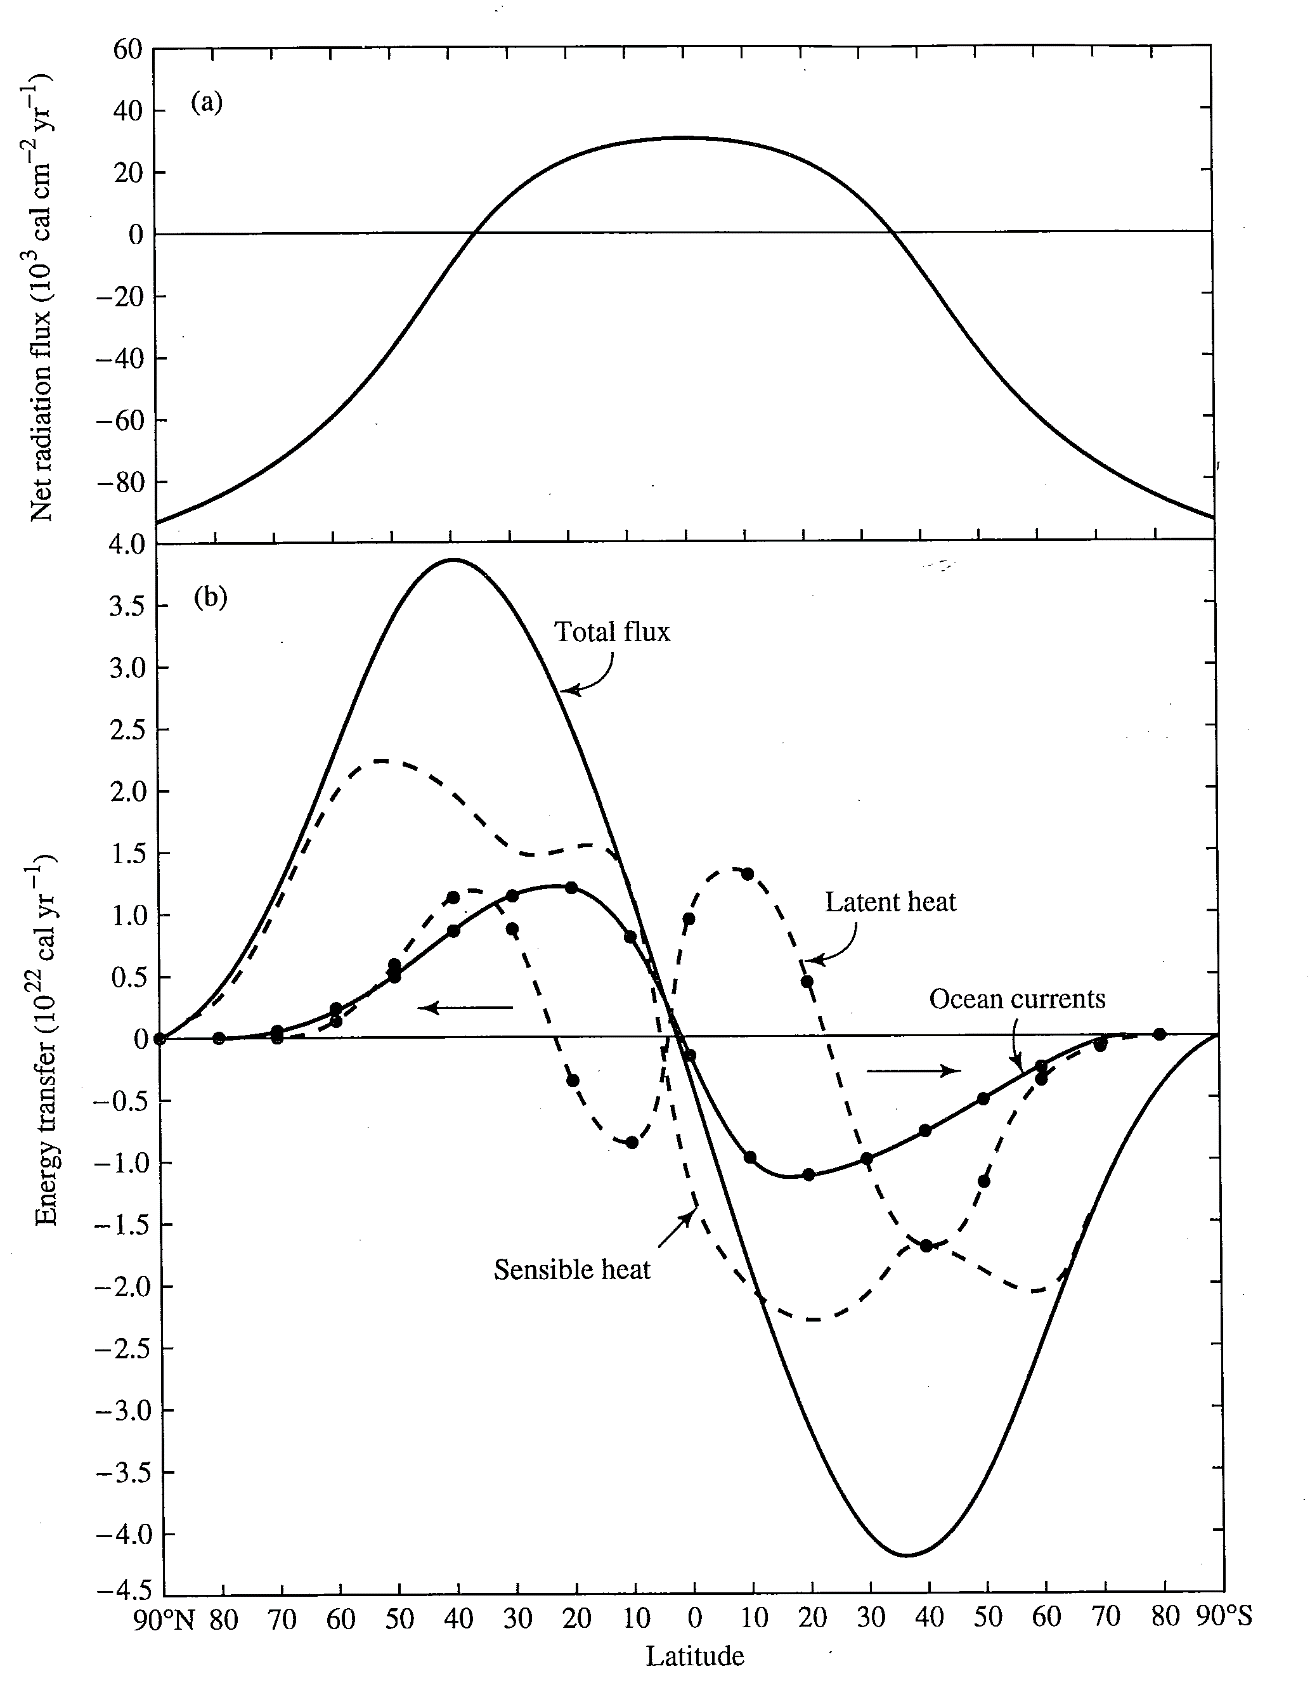 60
(a)
40
20
0
−20
−40
−60
−80
Net radiation flux (10³ cal cm⁻² yr⁻¹)
4.0
(b)
3.5
Total flux
3.0
2.5
2.0
1.5
1.0
Latent heat
0.5
Ocean currents
0
−0.5
−1.0
−1.5
Sensible heat
−2.0
−2.5
−3.0
−3.5
−4.0
−4.5
Energy transfer (10²² cal yr⁻¹)
90°N 80 70 60 50 40 30 20 10 0 10 20 30 40 50 60 70 80 90°S
Latitude